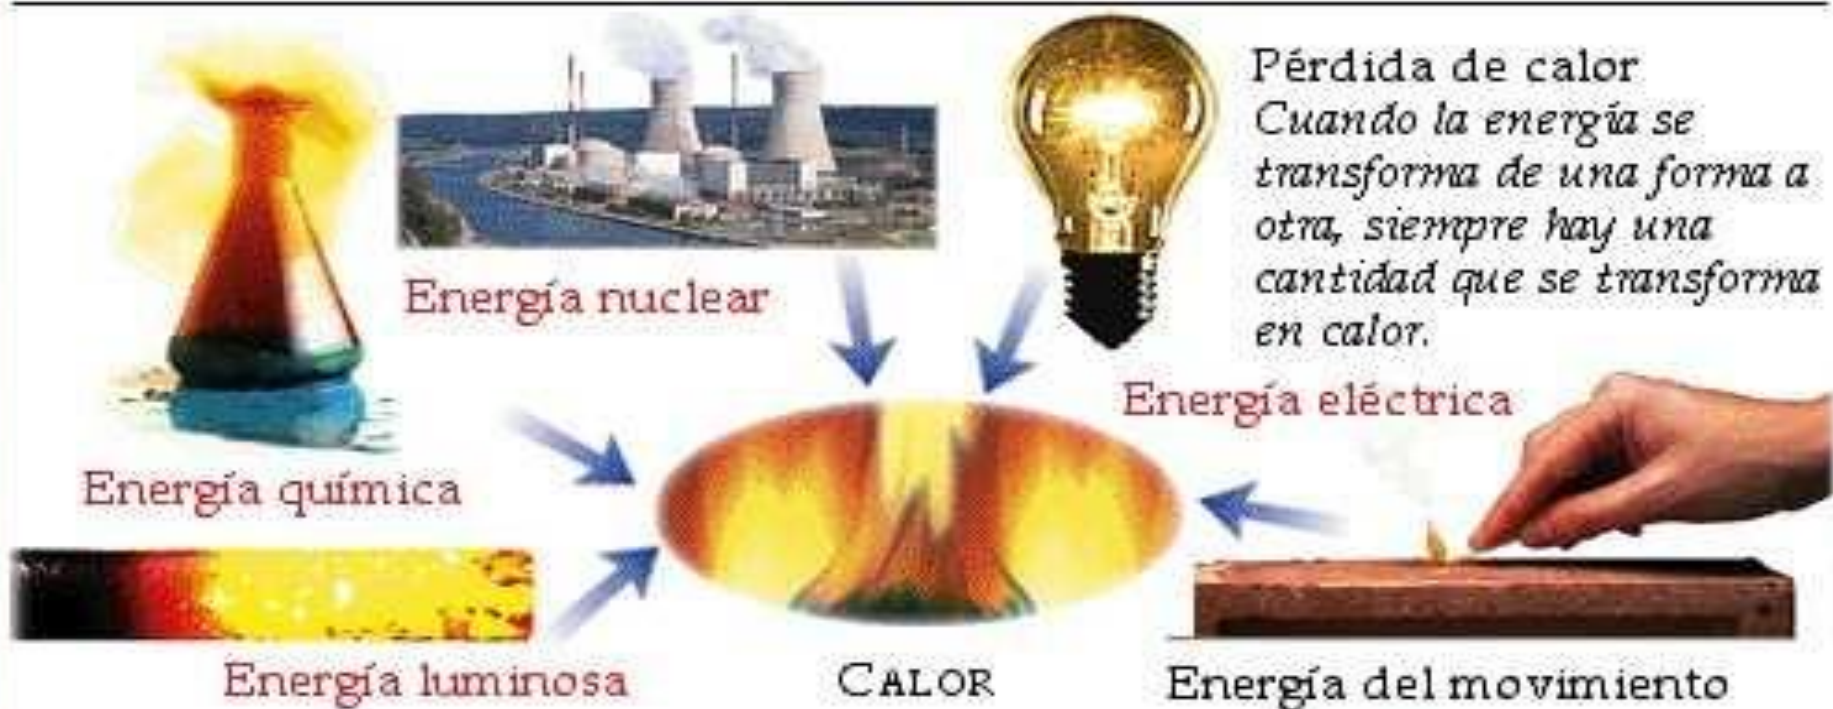 Pérdida de calor
Cuando la energía se
transforma de una forma a
otra, siempre hay una
cantidad que se transforma
en calor.
Energía nuclear
Energía eléctrica
Energía química
Energía luminosa
CALOR
Energía del movimiento